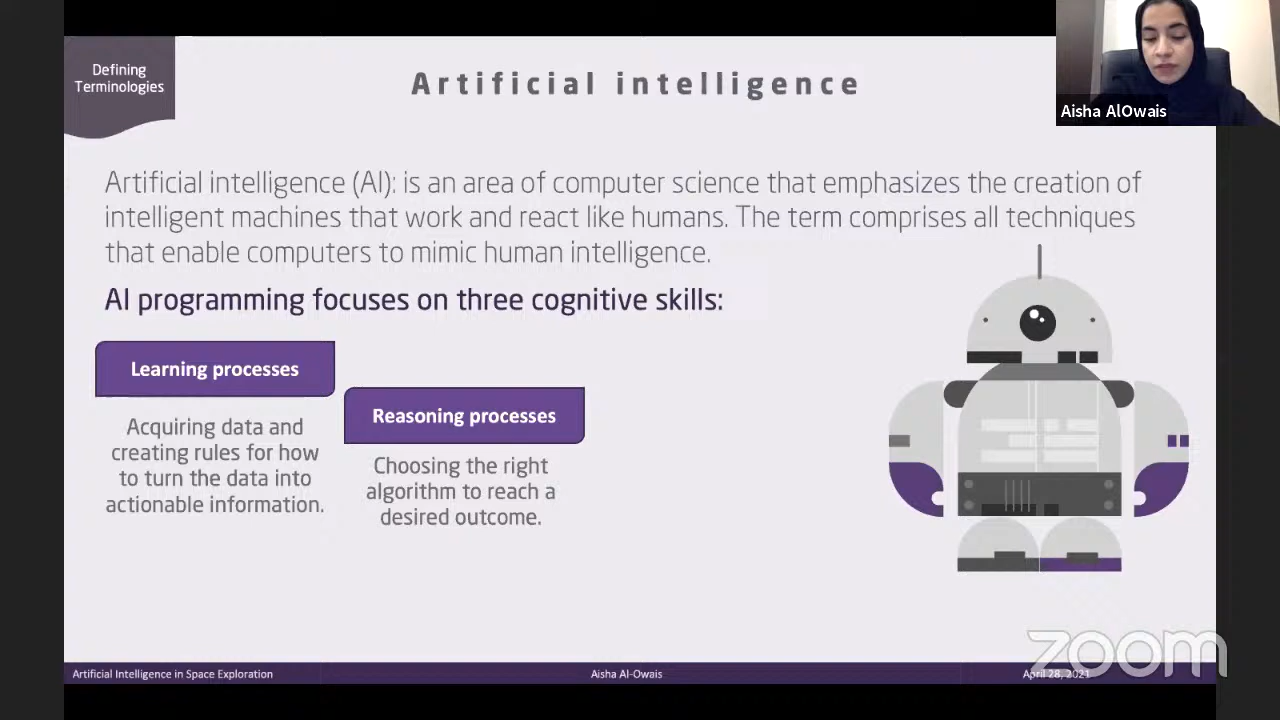 Defining
Terminologies
Artificial intelligence
Aisha AlOwais
Artificial intelligence (AI): is an area of computer science that emphasizes the creation of
intelligent machines that work and react like humans. The term comprises all techniques
that enable computers to mimic human intelligence.
AI programming focuses on three cognitive skills:
Learning processes
Acquiring data and
creating rules for how
to turn the data into
actionable information.
Reasoning processes
Choosing the right
algorithm to reach a
desired outcome.
zoom
Artificial Intelligence in Space Exploration
Aisha Al-Owais
April 28, 2021